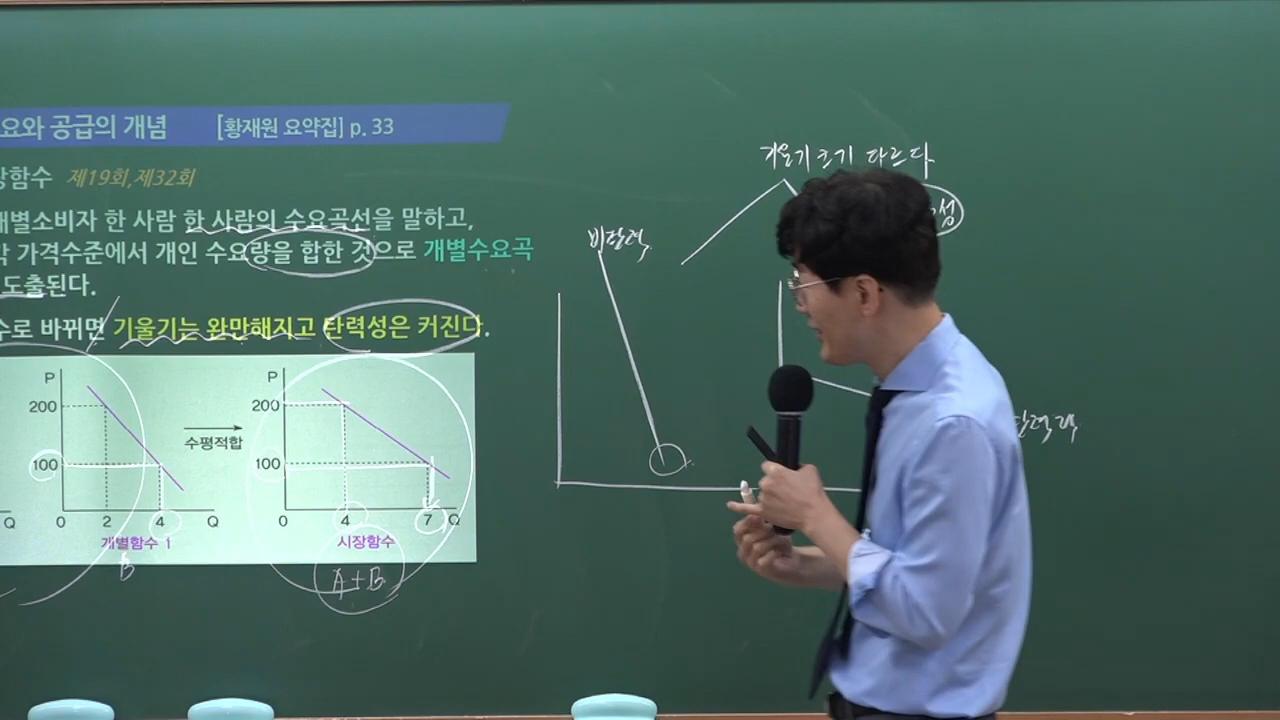 요와 공급의 개념 [황재원 요약집] p. 33
함수 제19회,제32회
개별소비자 한 사람 한 사람의 수요곡선을 말하고,
각 가격수준에서 개인 수요량을 합한 것으로 개별수요곡
도출된다.
수로 바뀌면 기울기는 완만해지고 탄력성은 커진다.
P
200
100
Q
0 2 4 Q
개별함수 1
B
수평적합
P
200
100
0 4 7 Q
시장함수
A+B
기울기 크기 다르다
성
비탄력
탄력적